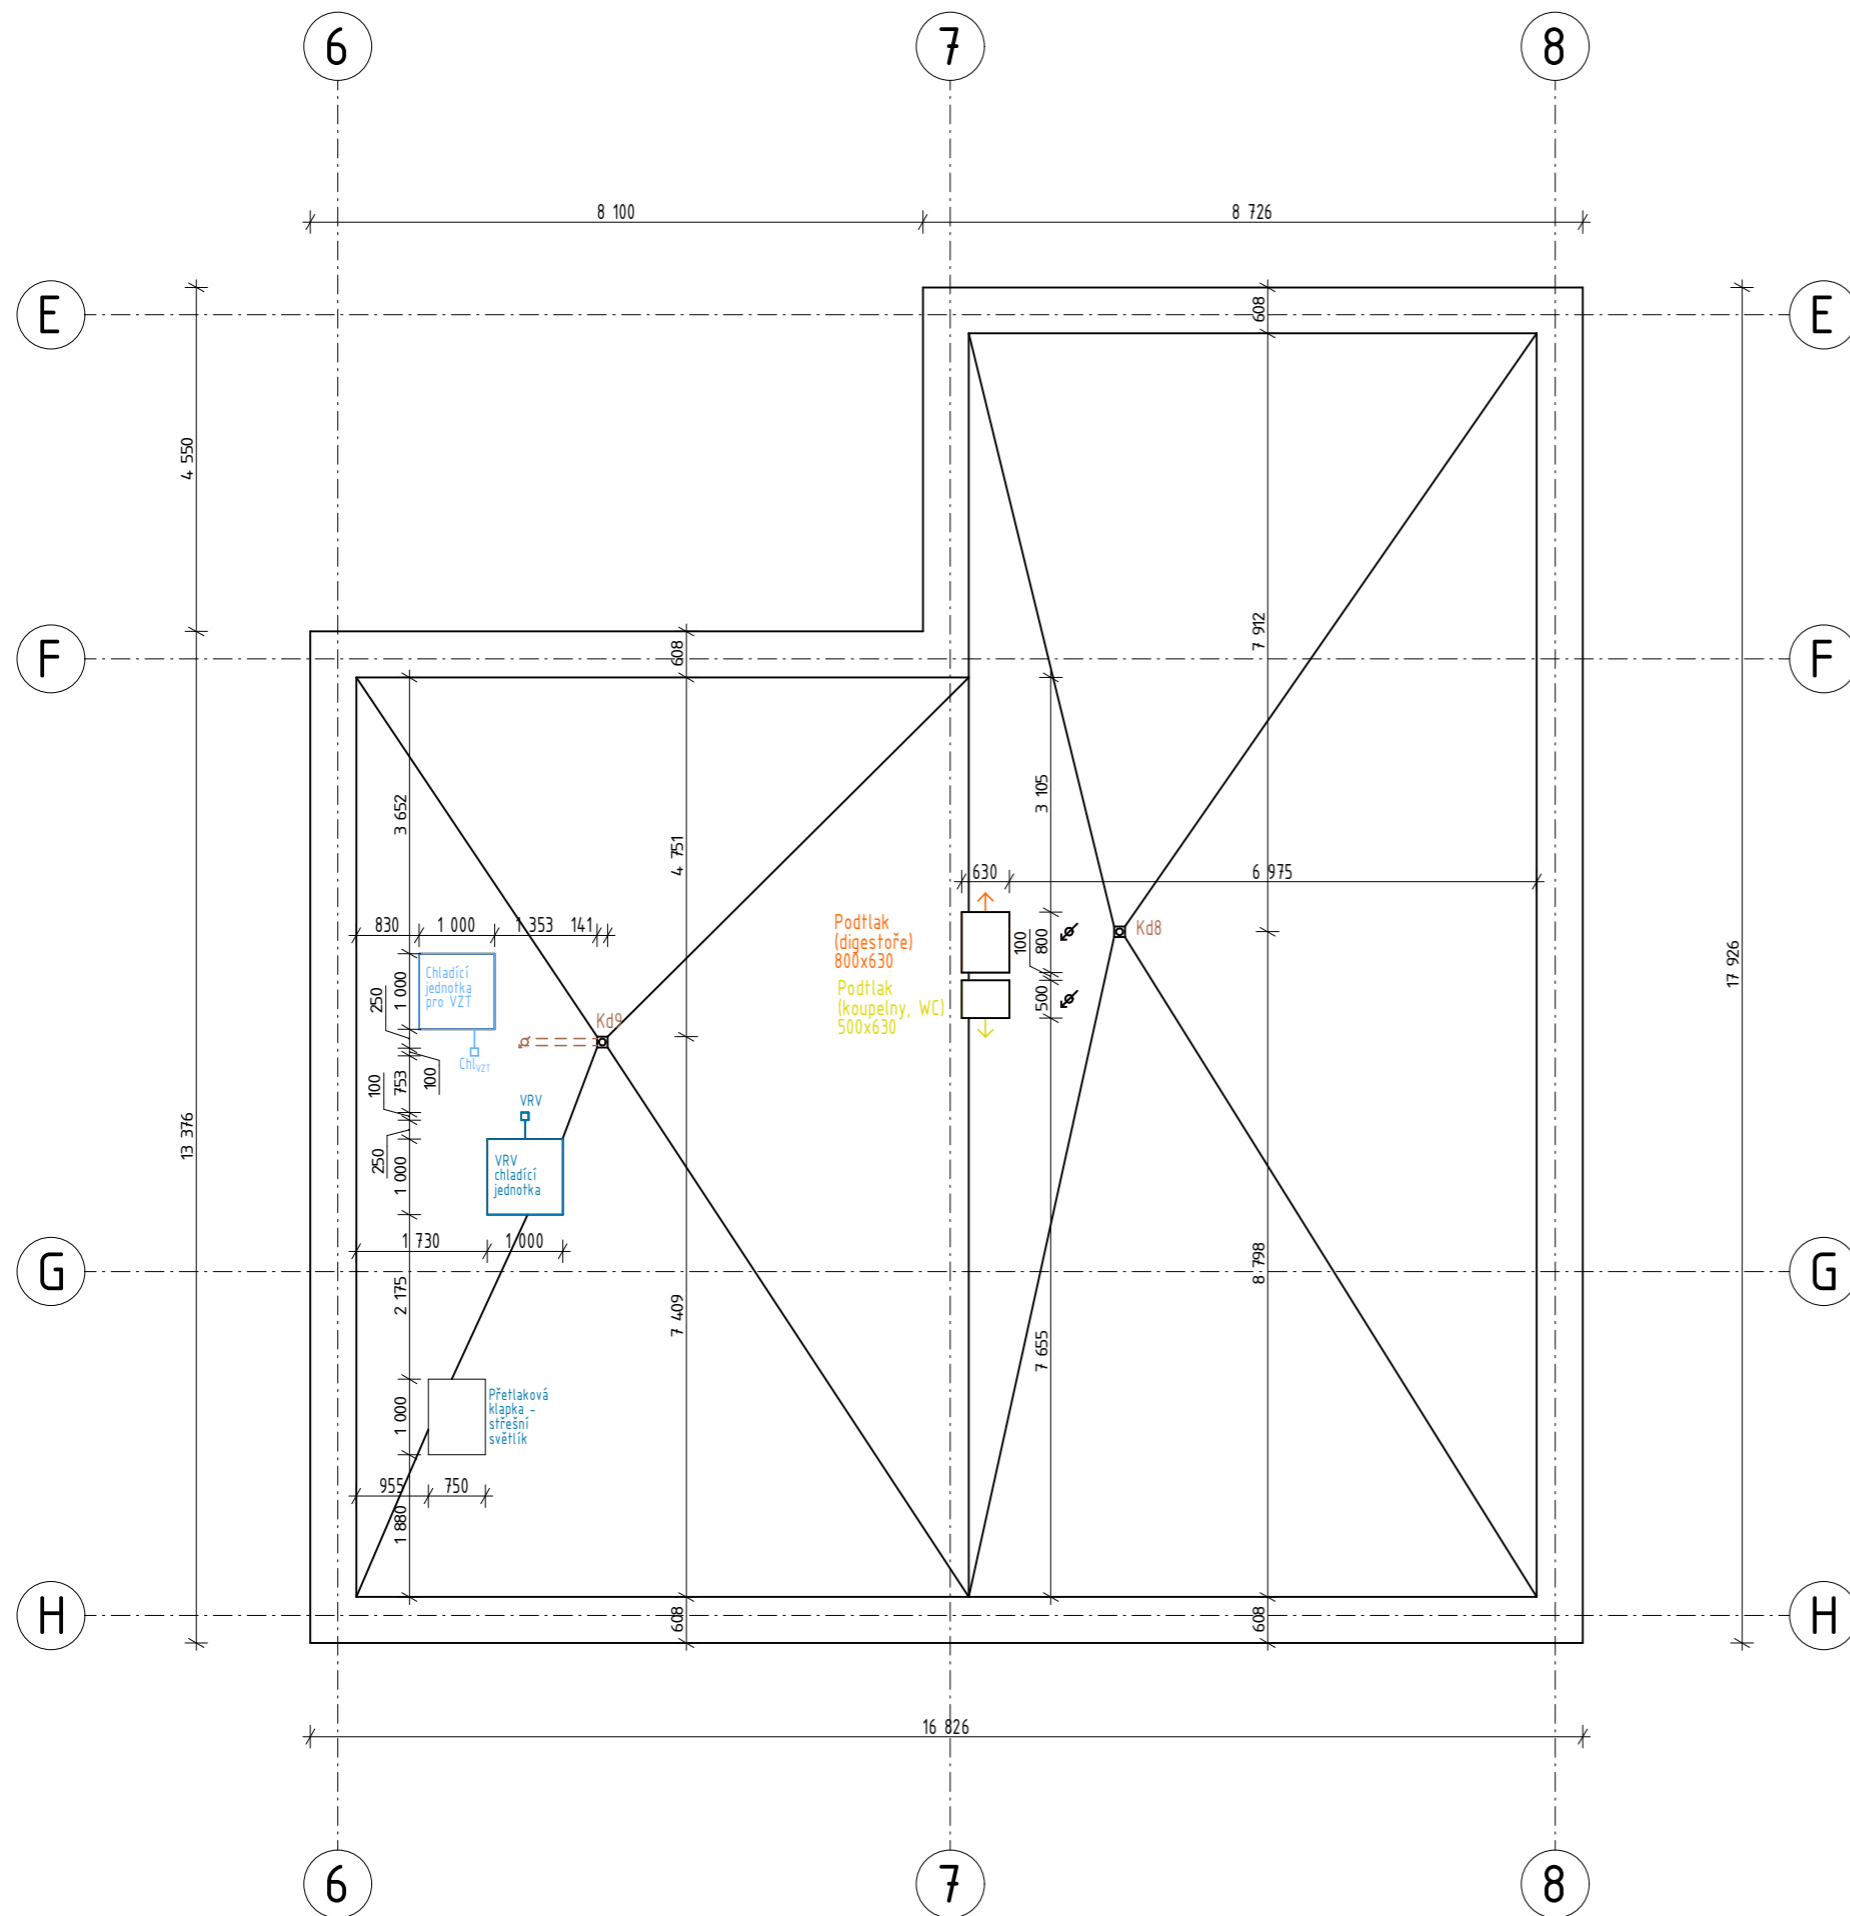 6
7
8
8 100
8 726
E
E
608
4 550
F
F
608
7 912
3 652
3 105
4 751
17 926
630
6 975
830
1 000
1 353
141
Podtlak
(digestoře)
800x630
100
800
Kd8
Chladící
jednotka
pro VZT
1 000
250
Podtlak
(koupelny, WC)
500x630
500
Kd9
ChlVZT
100
753
100
13 376
VRV
250
1 000
VRV
chladící
jednotka
1 730
1 000
G
G
2 175
8 798
7 409
7 655
Přetlaková
klapka -
střešní
světlík
1 000
955
750
1 880
H
H
608
608
16 826
6
7
8